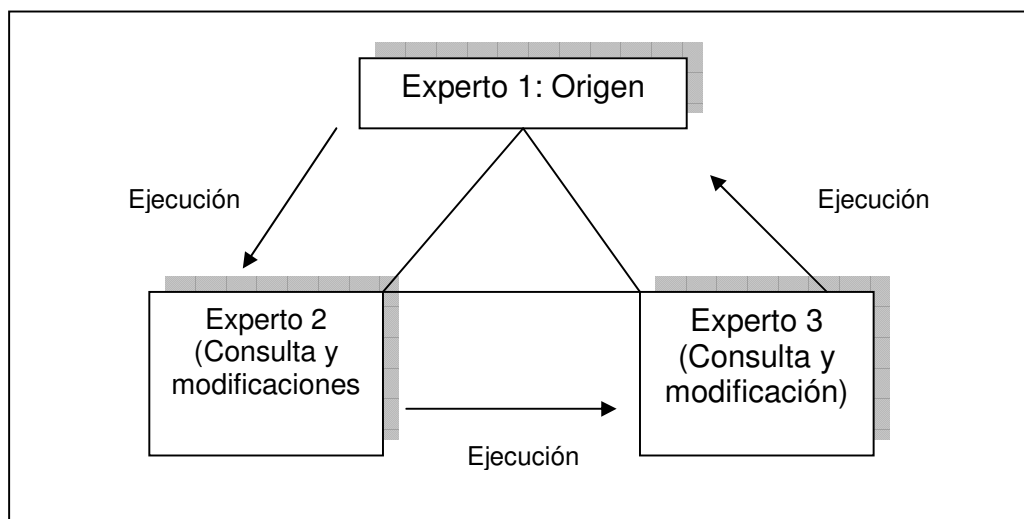 Experto 1: Origen
Ejecución
Ejecución
Experto 2
(Consulta y
modificaciones
Experto 3
(Consulta y
modificación)
Ejecución